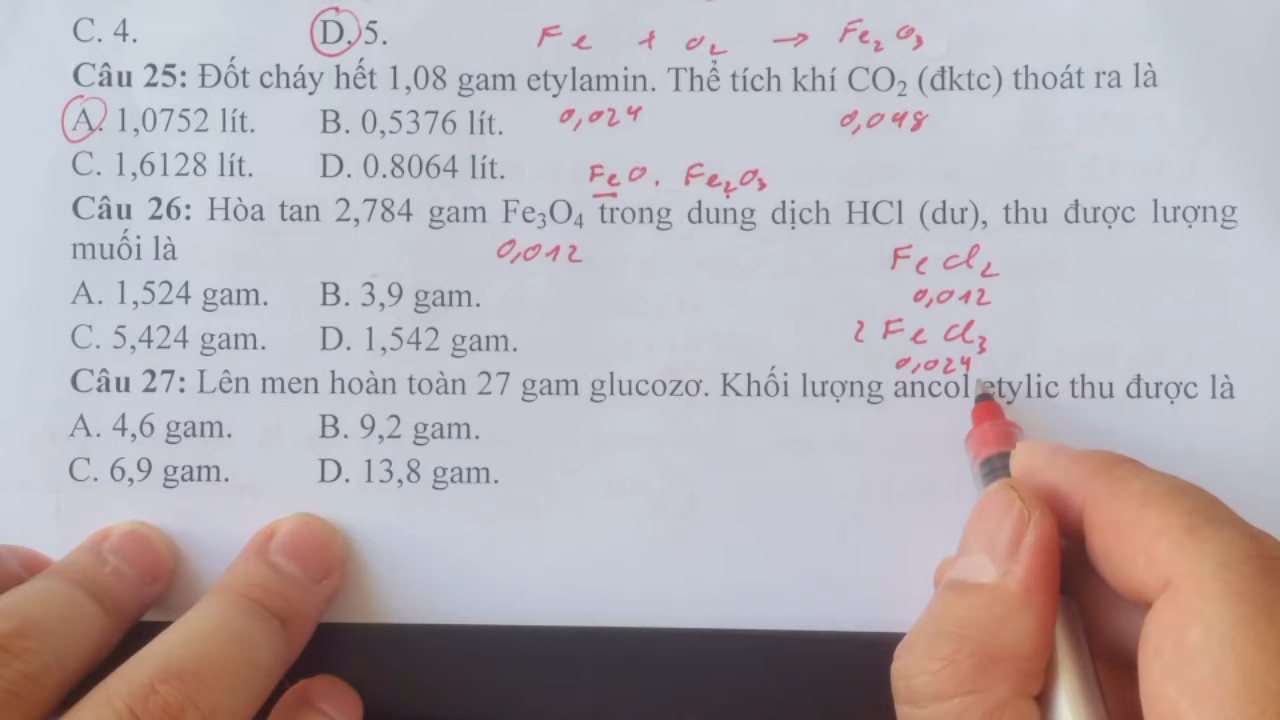 C. 4. D. 5. Fe + O₂ → Fe₂O₃
Câu 25: Đốt cháy hết 1,08 gam etylamin. Thể tích khí CO₂ (đktc) thoát ra là
A. 1,0752 lít. B. 0,5376 lít. 0,024 0,048
C. 1,6128 lít. D. 0.8064 lít. FeO. Fe₂O₃
Câu 26: Hòa tan 2,784 gam Fe₃O₄ trong dung dịch HCl (dư), thu được lượng
muối là 0,012 FeCl₂
A. 1,524 gam. B. 3,9 gam. 0,012
C. 5,424 gam. D. 1,542 gam. 2FeCl₃
0,024
Câu 27: Lên men hoàn toàn 27 gam glucozơ. Khối lượng ancol etylic thu được là
A. 4,6 gam. B. 9,2 gam.
C. 6,9 gam. D. 13,8 gam.